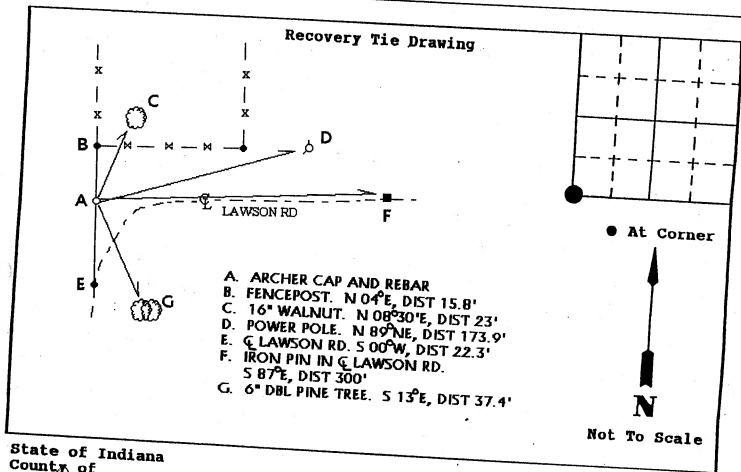 Recovery Tie Drawing
X
X
X
X
C
B
D
A
℄
LAWSON RD
F
E
G
● At Corner
A. ARCHER CAP AND REBAR
B. FENCEPOST. N 04°E, DIST 15.8'
C. 16" WALNUT. N 08°30'E, DIST 23'
D. POWER POLE. N 89°NE, DIST 173.9'
E. ℄ LAWSON RD. S 00°W, DIST 22.3'
F. IRON PIN IN ℄ LAWSON RD.
S 87°E, DIST 300'
G. 6" DBL PINE TREE. S 13°E, DIST 37.4'
N
Not To Scale
State of Indiana
County of